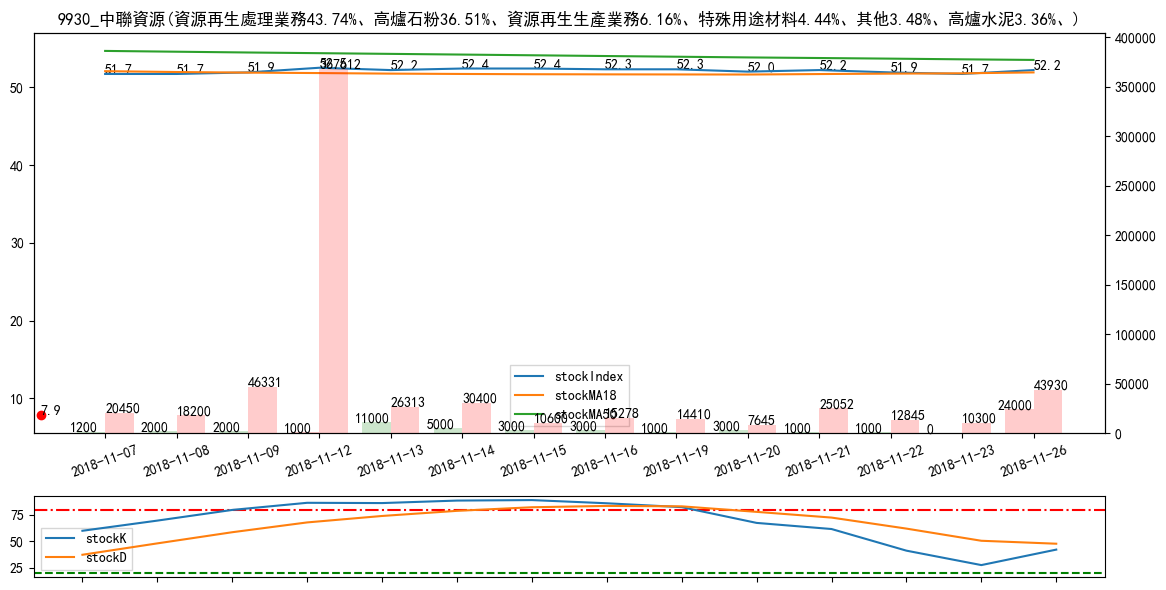 9930_中聯資源(資源再生處理業務43.74%、高爐石粉36.51%、資源再生生產業務6.16%、特殊用途材料4.44%、其他3.48%、高爐水泥3.36%、)
400000
350000
300000
250000
200000
150000
100000
50000
0
50
40
30
20
10
51.7 51.7 51.9 52.2 52.4 52.4 52.3 52.3 52.0 52.2 51.9 51.7 52.2
7.9
1200 20450 2000 18200 2000 46331 1000 11000 26313 5000 30400 3000 10660 3000 15278 1000 14410 3000 7645 1000 25052 1000 12845 0 10300 24000 43930
stockIndex
stockMA18
stockMA50
2018-11-07 2018-11-08 2018-11-09 2018-11-12 2018-11-13 2018-11-14 2018-11-15 2018-11-16 2018-11-19 2018-11-20 2018-11-21 2018-11-22 2018-11-23 2018-11-26
75
50
25
stockK
stockD